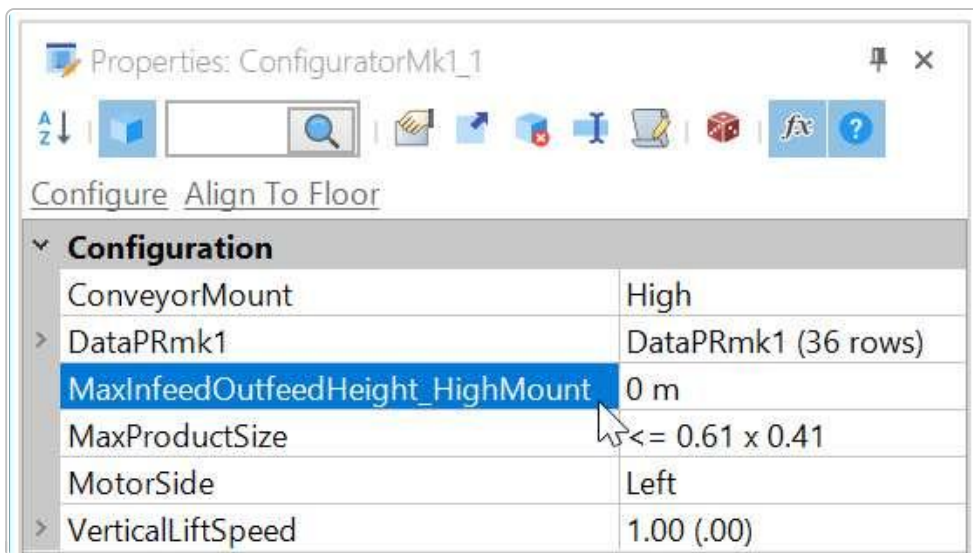 Properties: ConfiguratorMk1_1
A Z fx ?
Configure Align To Floor
Configuration
ConveyorMount High
DataPRmk1 DataPRmk1 (36 rows)
MaxInfeedOutfeedHeight_HighMount 0 m
MaxProductSize <= 0.61 x 0.41
MotorSide Left
VerticalLiftSpeed 1.00 (.00)